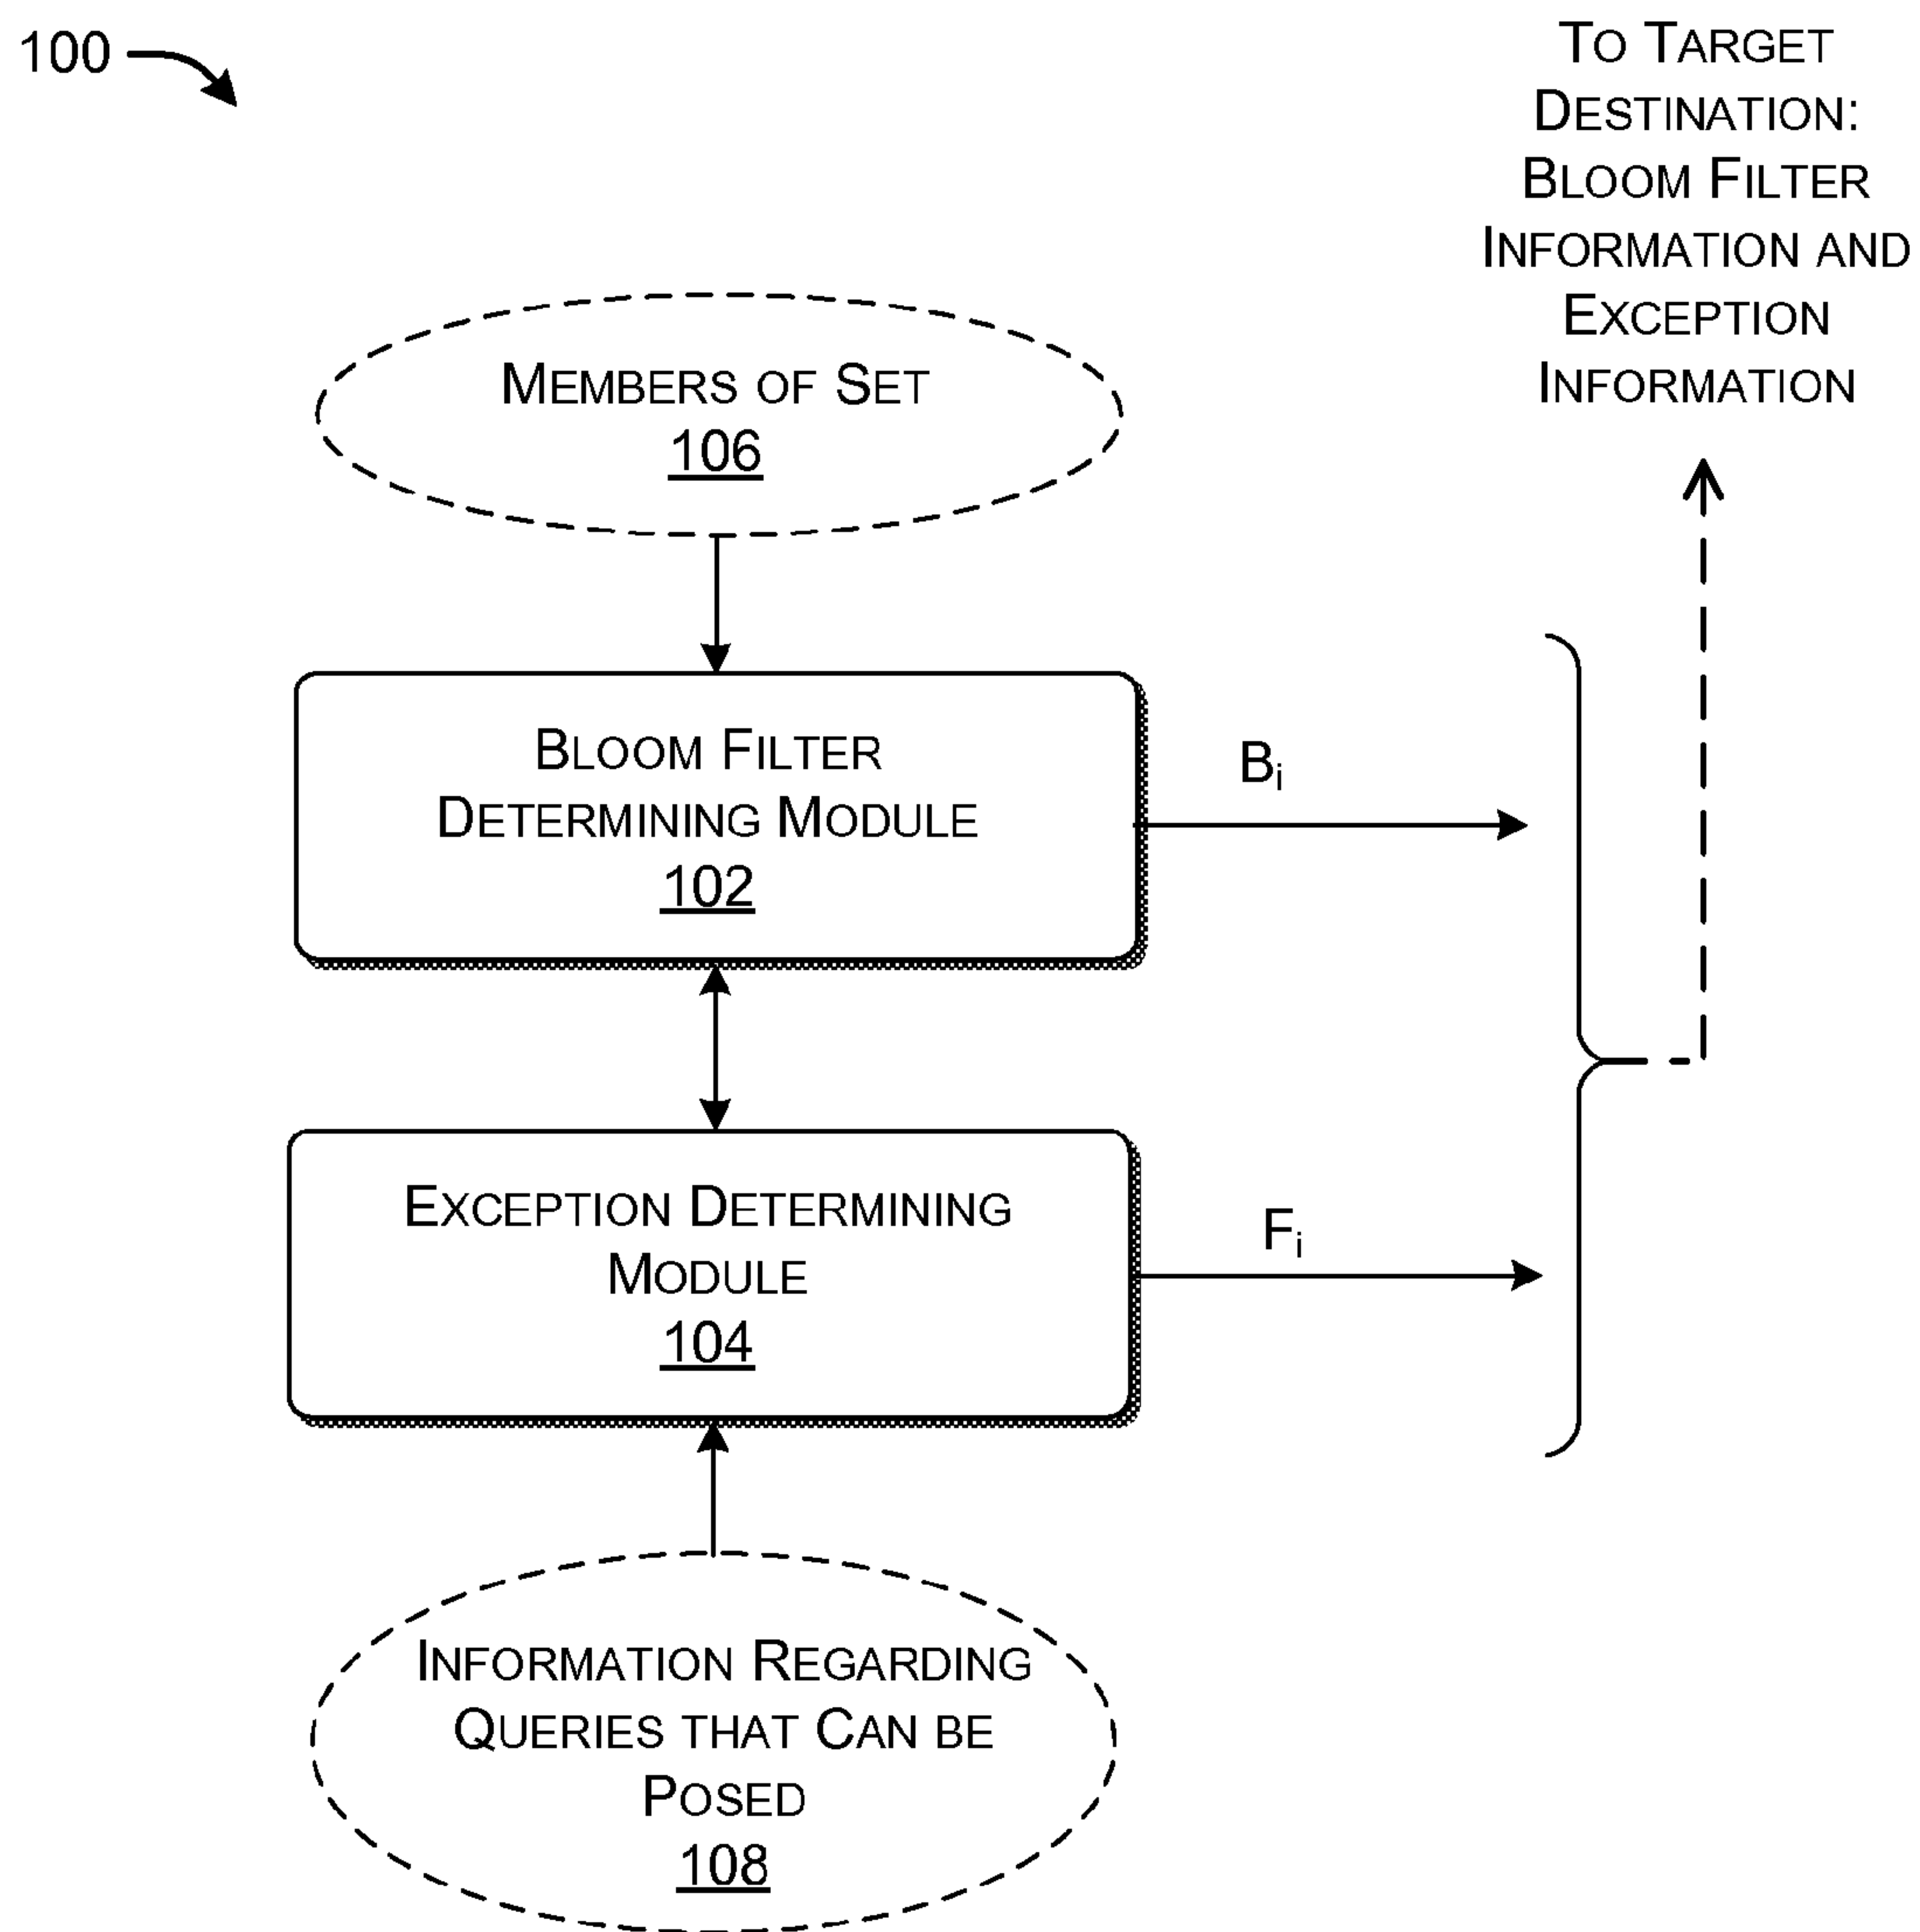 100
TO TARGET
DESTINATION:
BLOOM FILTER
INFORMATION AND
EXCEPTION
INFORMATION
MEMBERS OF SET
106
BLOOM FILTER
DETERMINING MODULE
102
Bi
EXCEPTION DETERMINING
MODULE
104
Fi
INFORMATION REGARDING
QUERIES THAT CAN BE
POSED
108